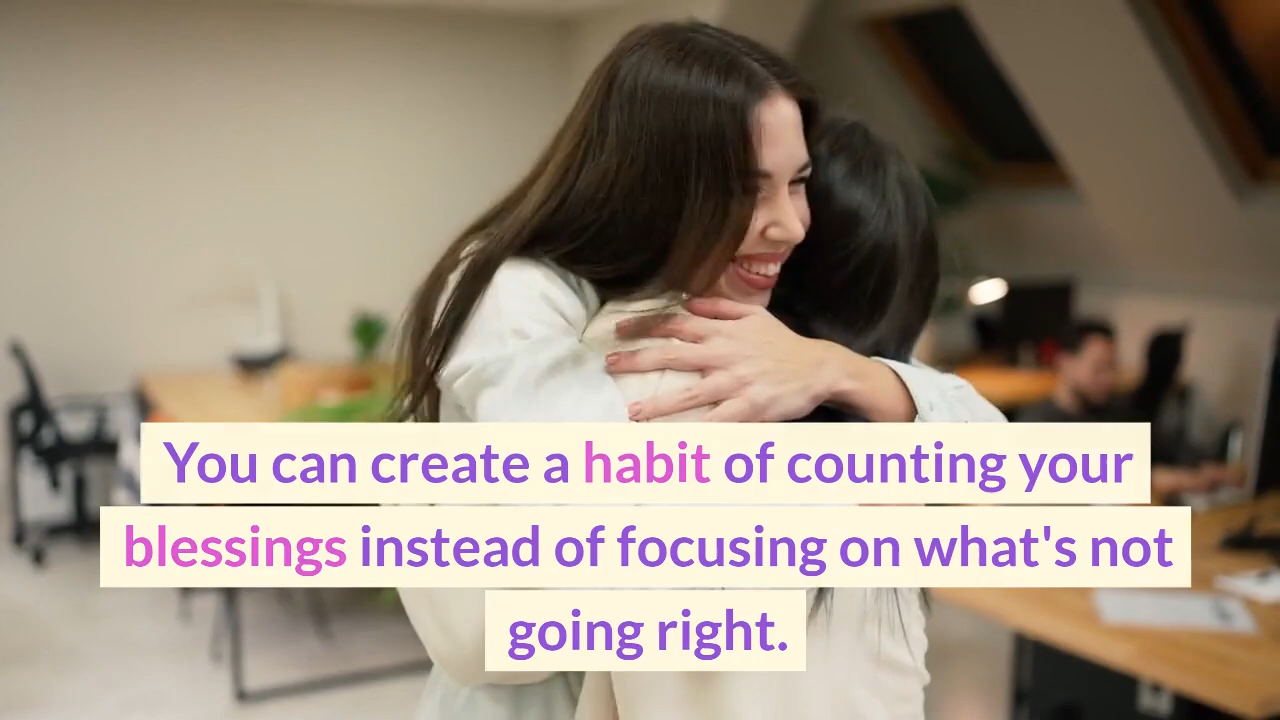 You can create a habit of counting your
blessings instead of focusing on what's not
going right.